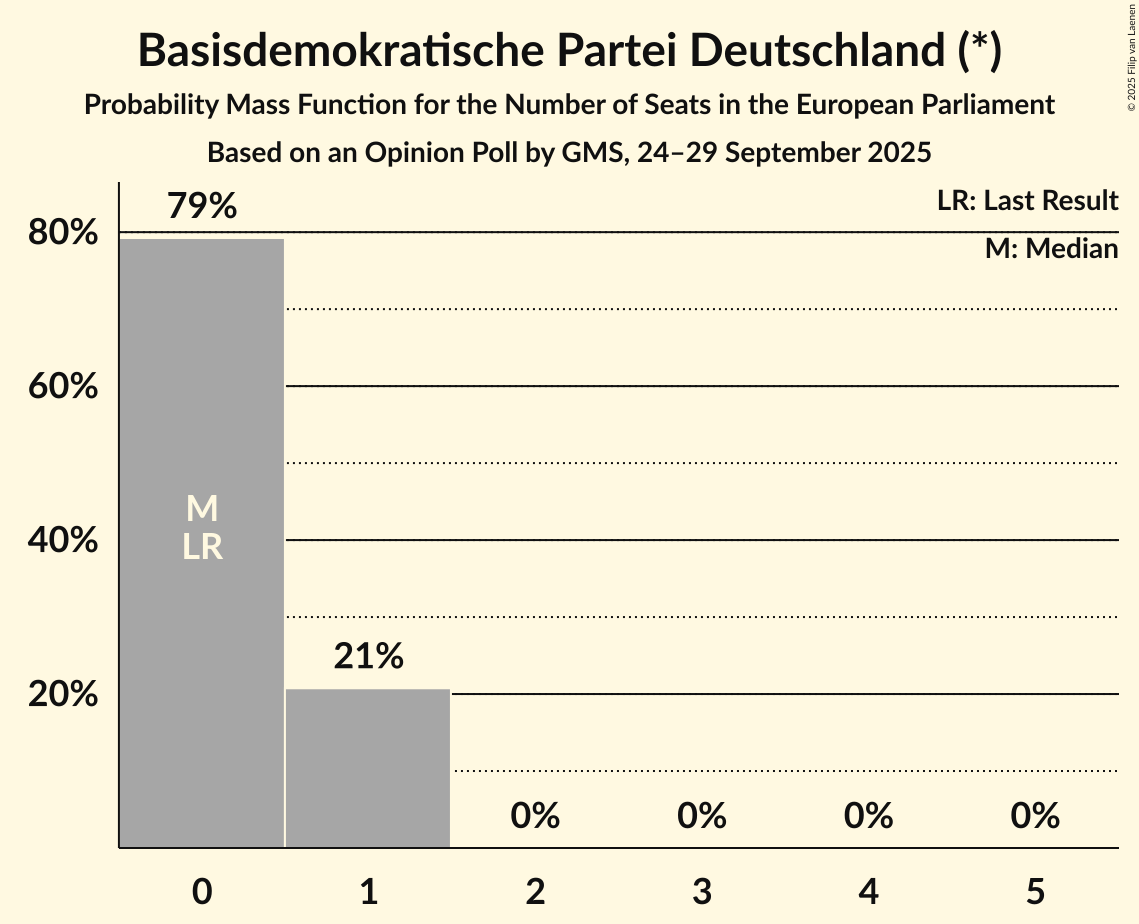 Basisdemokratische Partei Deutschland (*)
Probability Mass Function for the Number of Seats in the European Parliament
Based on an Opinion Poll by GMS, 24–29 September 2025
© 2025 Filip van Laenen
LR: Last Result
M: Median
79%
80%
60%
M
40%
LR
21%
20%
0%
0%
0%
0%
0
1
2
3
4
5